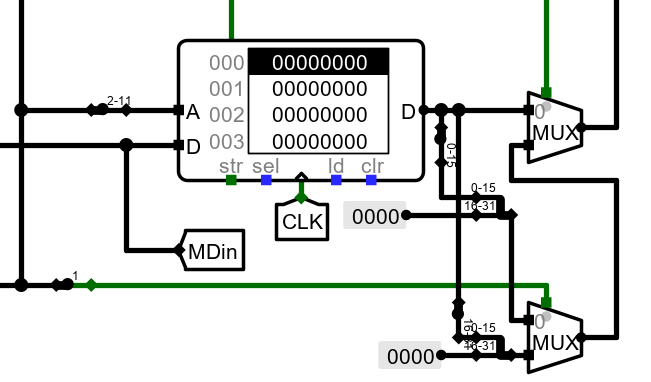 000 00000000
001 00000000
002 00000000
003 00000000
2-11
A
D
D
str sel ld clr
CLK
MDin
0000
0-15
0-15
16-31
0
MUX
1
0-15
16-31
0000
0
MUX